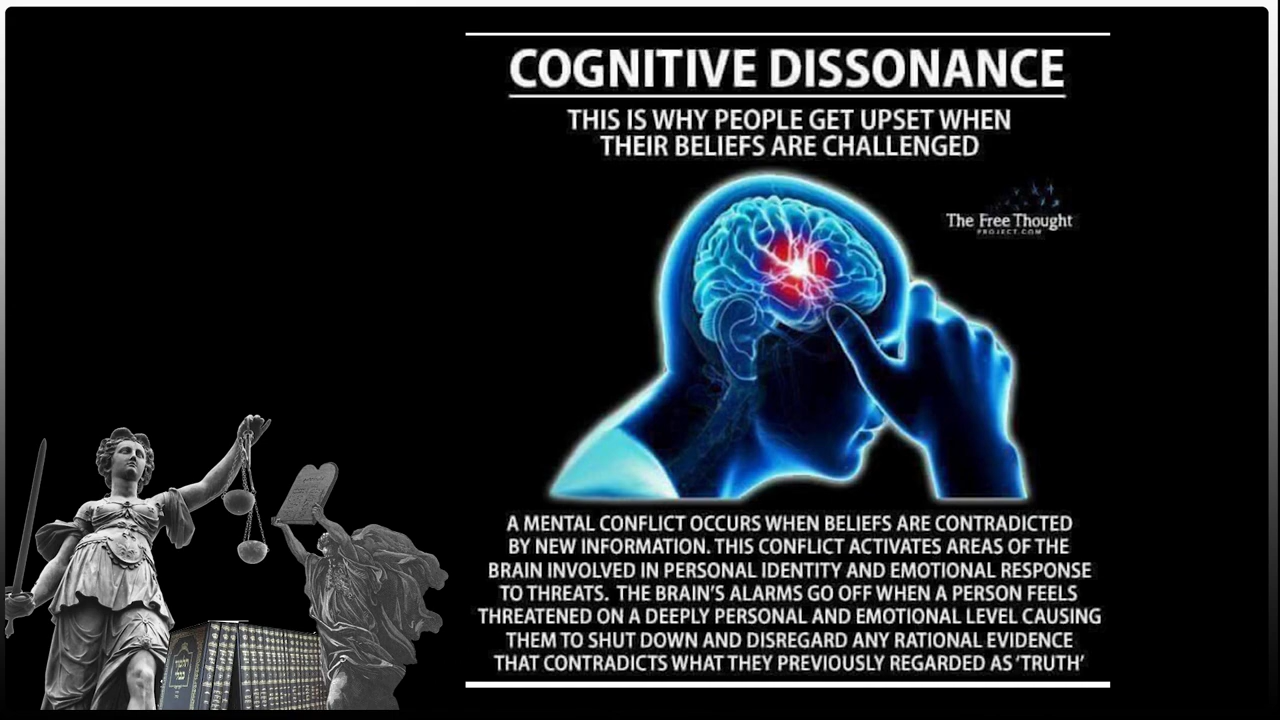 COGNITIVE DISSONANCE
THIS IS WHY PEOPLE GET UPSET WHEN
THEIR BELIEFS ARE CHALLENGED
The Free Thought
PROJECT.COM
A MENTAL CONFLICT OCCURS WHEN BELIEFS ARE CONTRADICTED
BY NEW INFORMATION. THIS CONFLICT ACTIVATES AREAS OF THE
BRAIN INVOLVED IN PERSONAL IDENTITY AND EMOTIONAL RESPONSE
TO THREATS. THE BRAIN'S ALARMS GO OFF WHEN A PERSON FEELS
THREATENED ON A DEEPLY PERSONAL AND EMOTIONAL LEVEL CAUSING
THEM TO SHUT DOWN AND DISREGARD ANY RATIONAL EVIDENCE
THAT CONTRADICTS WHAT THEY PREVIOUSLY REGARDED AS 'TRUTH'